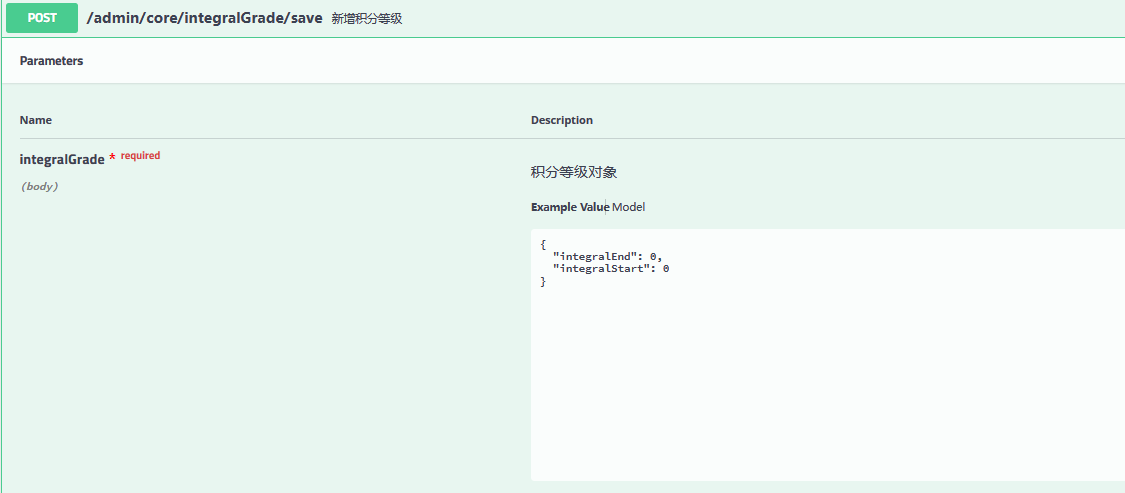 POST /admin/core/integralGrade/save 新增积分等级
Parameters
Name Description
integralGrade * required
(body)
积分等级对象
Example Value Model
{
  "integralEnd": 0,
  "integralStart": 0
}